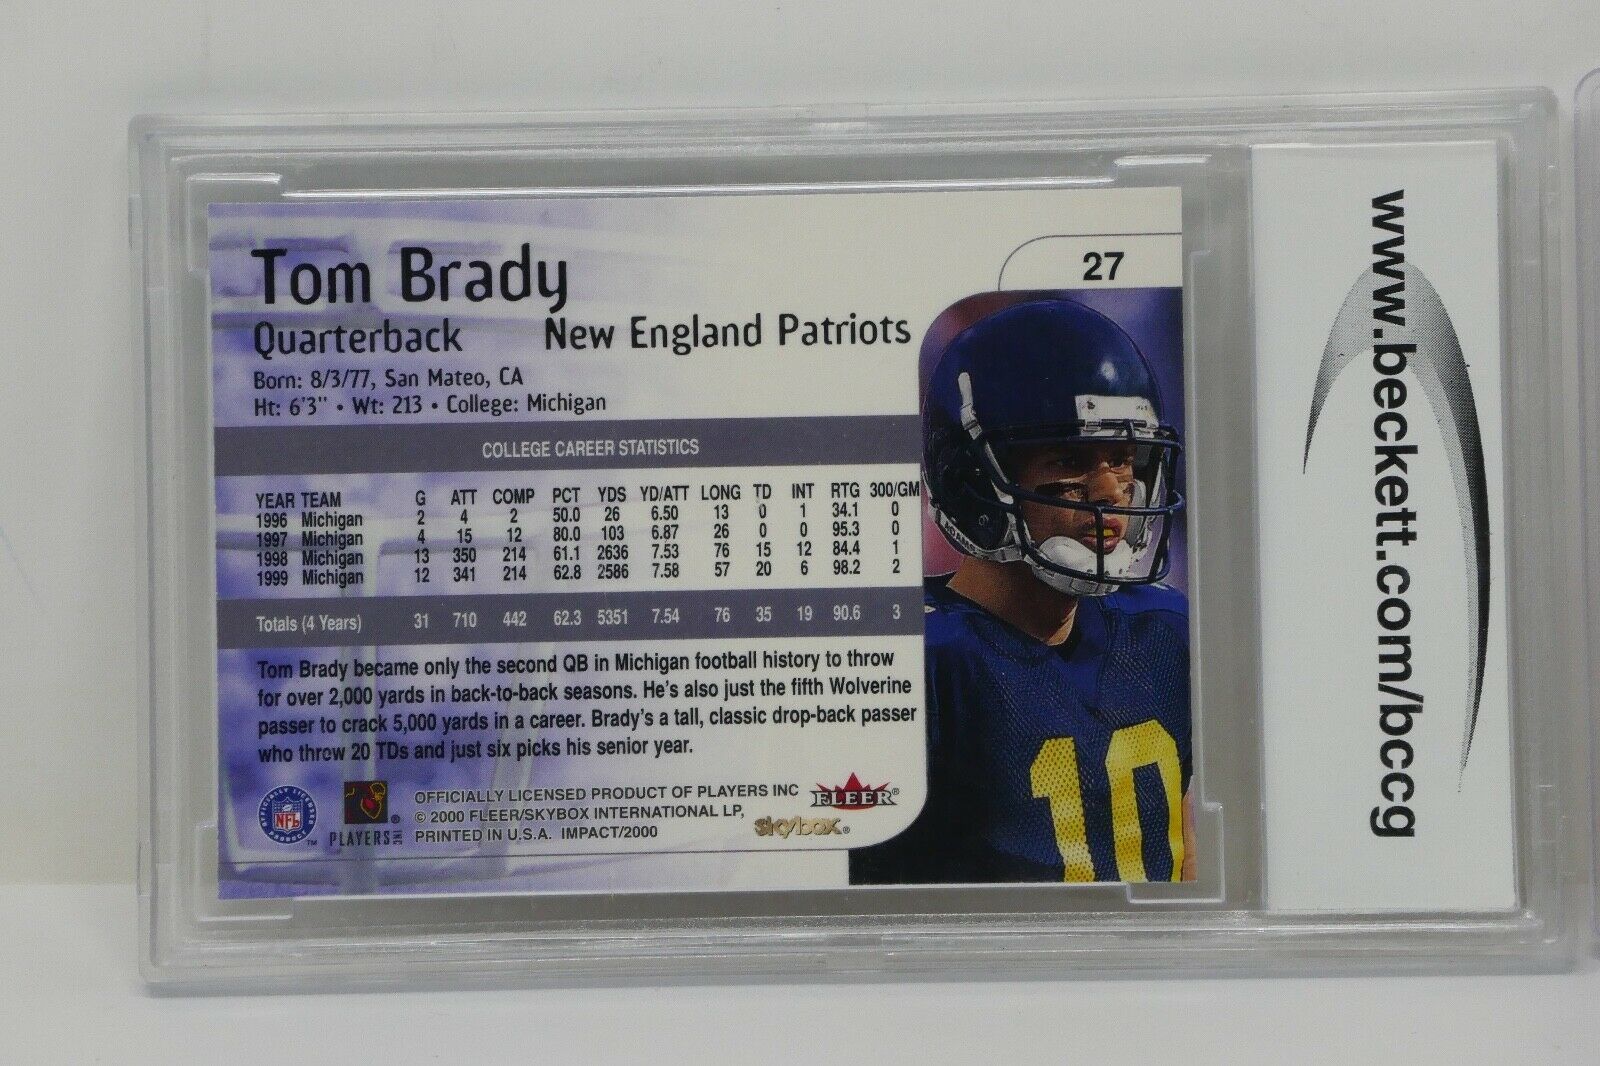 27
Tom Brady
Quarterback New England Patriots
Born: 8/3/77, San Mateo, CA
Ht: 6'3" • Wt: 213 • College: Michigan
COLLEGE CAREER STATISTICS
YEAR TEAM G ATT COMP PCT YDS YD/ATT LONG TD INT RTG 300/GM
1996 Michigan 2 4 2 50.0 26 6.50 13 0 1 34.1 0
1997 Michigan 4 15 12 80.0 103 6.87 26 0 0 95.3 0
1998 Michigan 13 350 214 61.1 2636 7.53 76 15 12 84.4 1
1999 Michigan 12 341 214 62.8 2586 7.58 57 20 6 98.2 2
Totals (4 Years) 31 710 442 62.3 5351 7.54 76 35 19 90.6 3
Tom Brady became only the second QB in Michigan football history to throw
for over 2,000 yards in back-to-back seasons. He's also just the fifth Wolverine
passer to crack 5,000 yards in a career. Brady's a tall, classic drop-back passer
who threw 20 TDs and just six picks his senior year.
OFFICIALLY LICENSED PRODUCT
NFL
™
PLAYERS INC ®
OFFICIALLY LICENSED PRODUCT OF PLAYERS INC
© 2000 FLEER/SKYBOX INTERNATIONAL LP,
PRINTED IN U.S.A. IMPACT/2000
FLEER®
skybox®
ADAMS
10
www.beckett.com/bccg